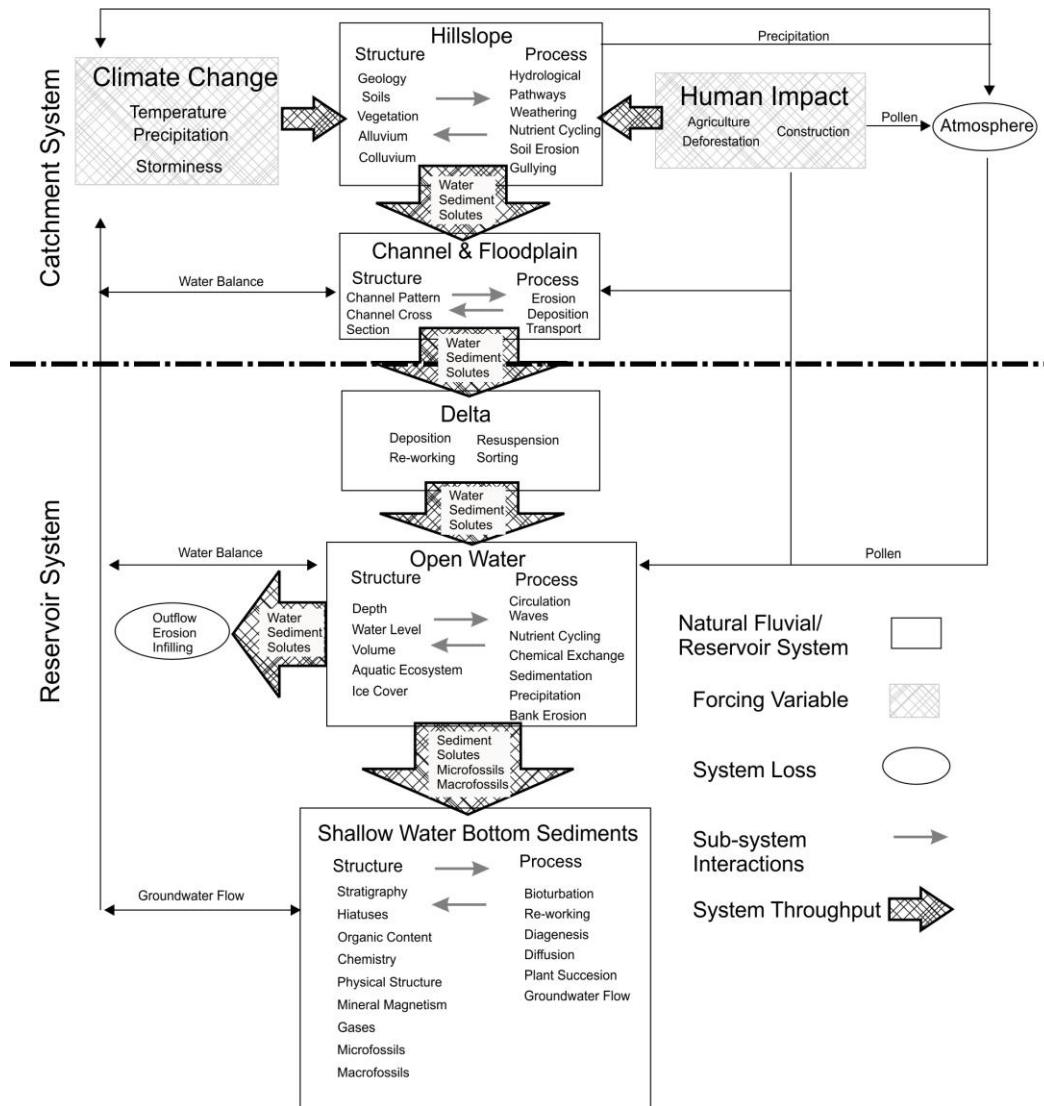 Catchment System
Reservoir System
Climate Change
Temperature
Precipitation
Storminess
Hillslope
Structure
Geology
Soils
Vegetation
Alluvium
Colluvium
Process
Hydrological
Pathways
Weathering
Nutrient Cycling
Soil Erosion
Gullying
Human Impact
Agriculture
Deforestation
Construction
Precipitation
Pollen
Atmosphere
Water
Sediment
Solutes
Channel & Floodplain
Structure
Channel Pattern
Channel Cross
Section
Process
Erosion
Deposition
Transport
Water Balance
Water
Sediment
Solutes
Delta
Deposition
Re-working
Resuspension
Sorting
Water
Sediment
Solutes
Water Balance
Open Water
Structure
Depth
Water Level
Volume
Aquatic Ecosystem
Ice Cover
Process
Circulation
Waves
Nutrient Cycling
Chemical Exchange
Sedimentation
Precipitation
Bank Erosion
Pollen
Outflow
Erosion
Infilling
Water
Sediment
Solutes
Sediment
Solutes
Microfossils
Macrofossils
Shallow Water Bottom Sediments
Structure
Stratigraphy
Hiatuses
Organic Content
Chemistry
Physical Structure
Mineral Magnetism
Gases
Microfossils
Macrofossils
Process
Bioturbation
Re-working
Diagenesis
Diffusion
Plant Succesion
Groundwater Flow
Groundwater Flow
Natural Fluvial/
Reservoir System
Forcing Variable
System Loss
Sub-system
Interactions
System Throughput